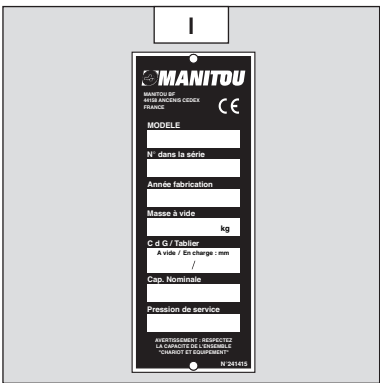 I
MANITOU
MANITOU BF
44158 ANCENIS CEDEX
FRANCE
CE
MODELE
N° dans la série
Année fabrication
Masse à vide
kg
C d G / Tablier
A vide / En charge : mm
/
Cap. Nominale
Pression de service
AVERTISSEMENT : RESPECTEZ
LA CAPACITE DE L'ENSEMBLE
"CHARIOT ET EQUIPEMENT"
N°241415